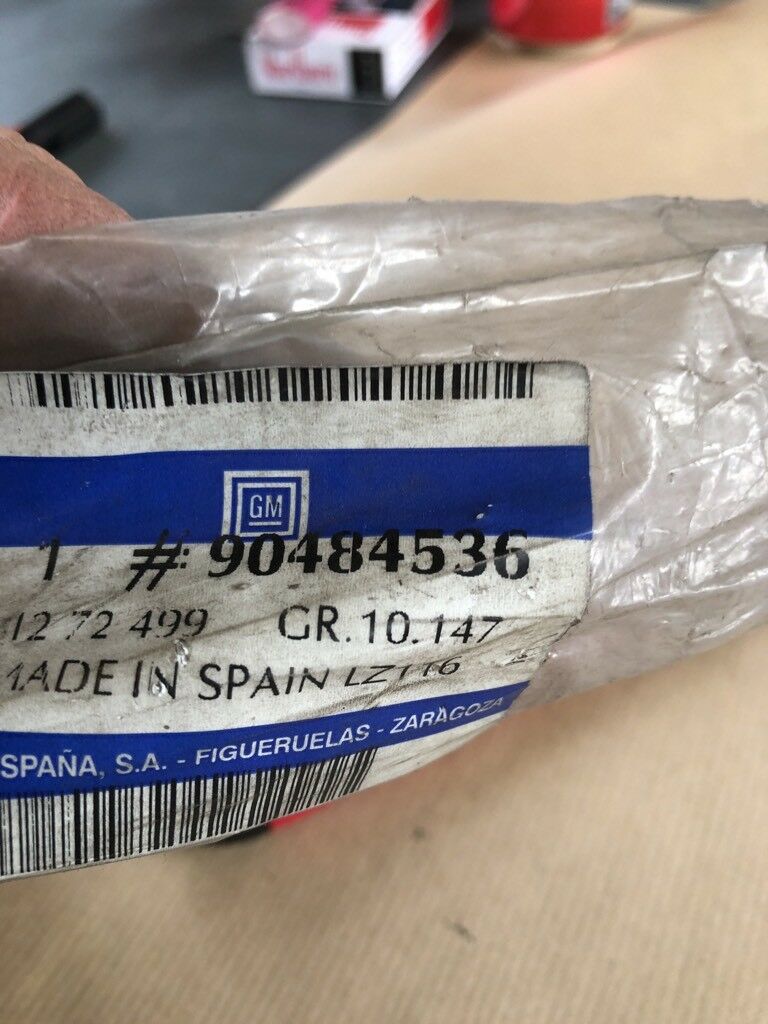 GM
1 # 90484536
12 72 499 GR. 10.147
MADE IN SPAIN LZ116
SPAÑA, S.A. - FIGUERUELAS - ZARAGOZA